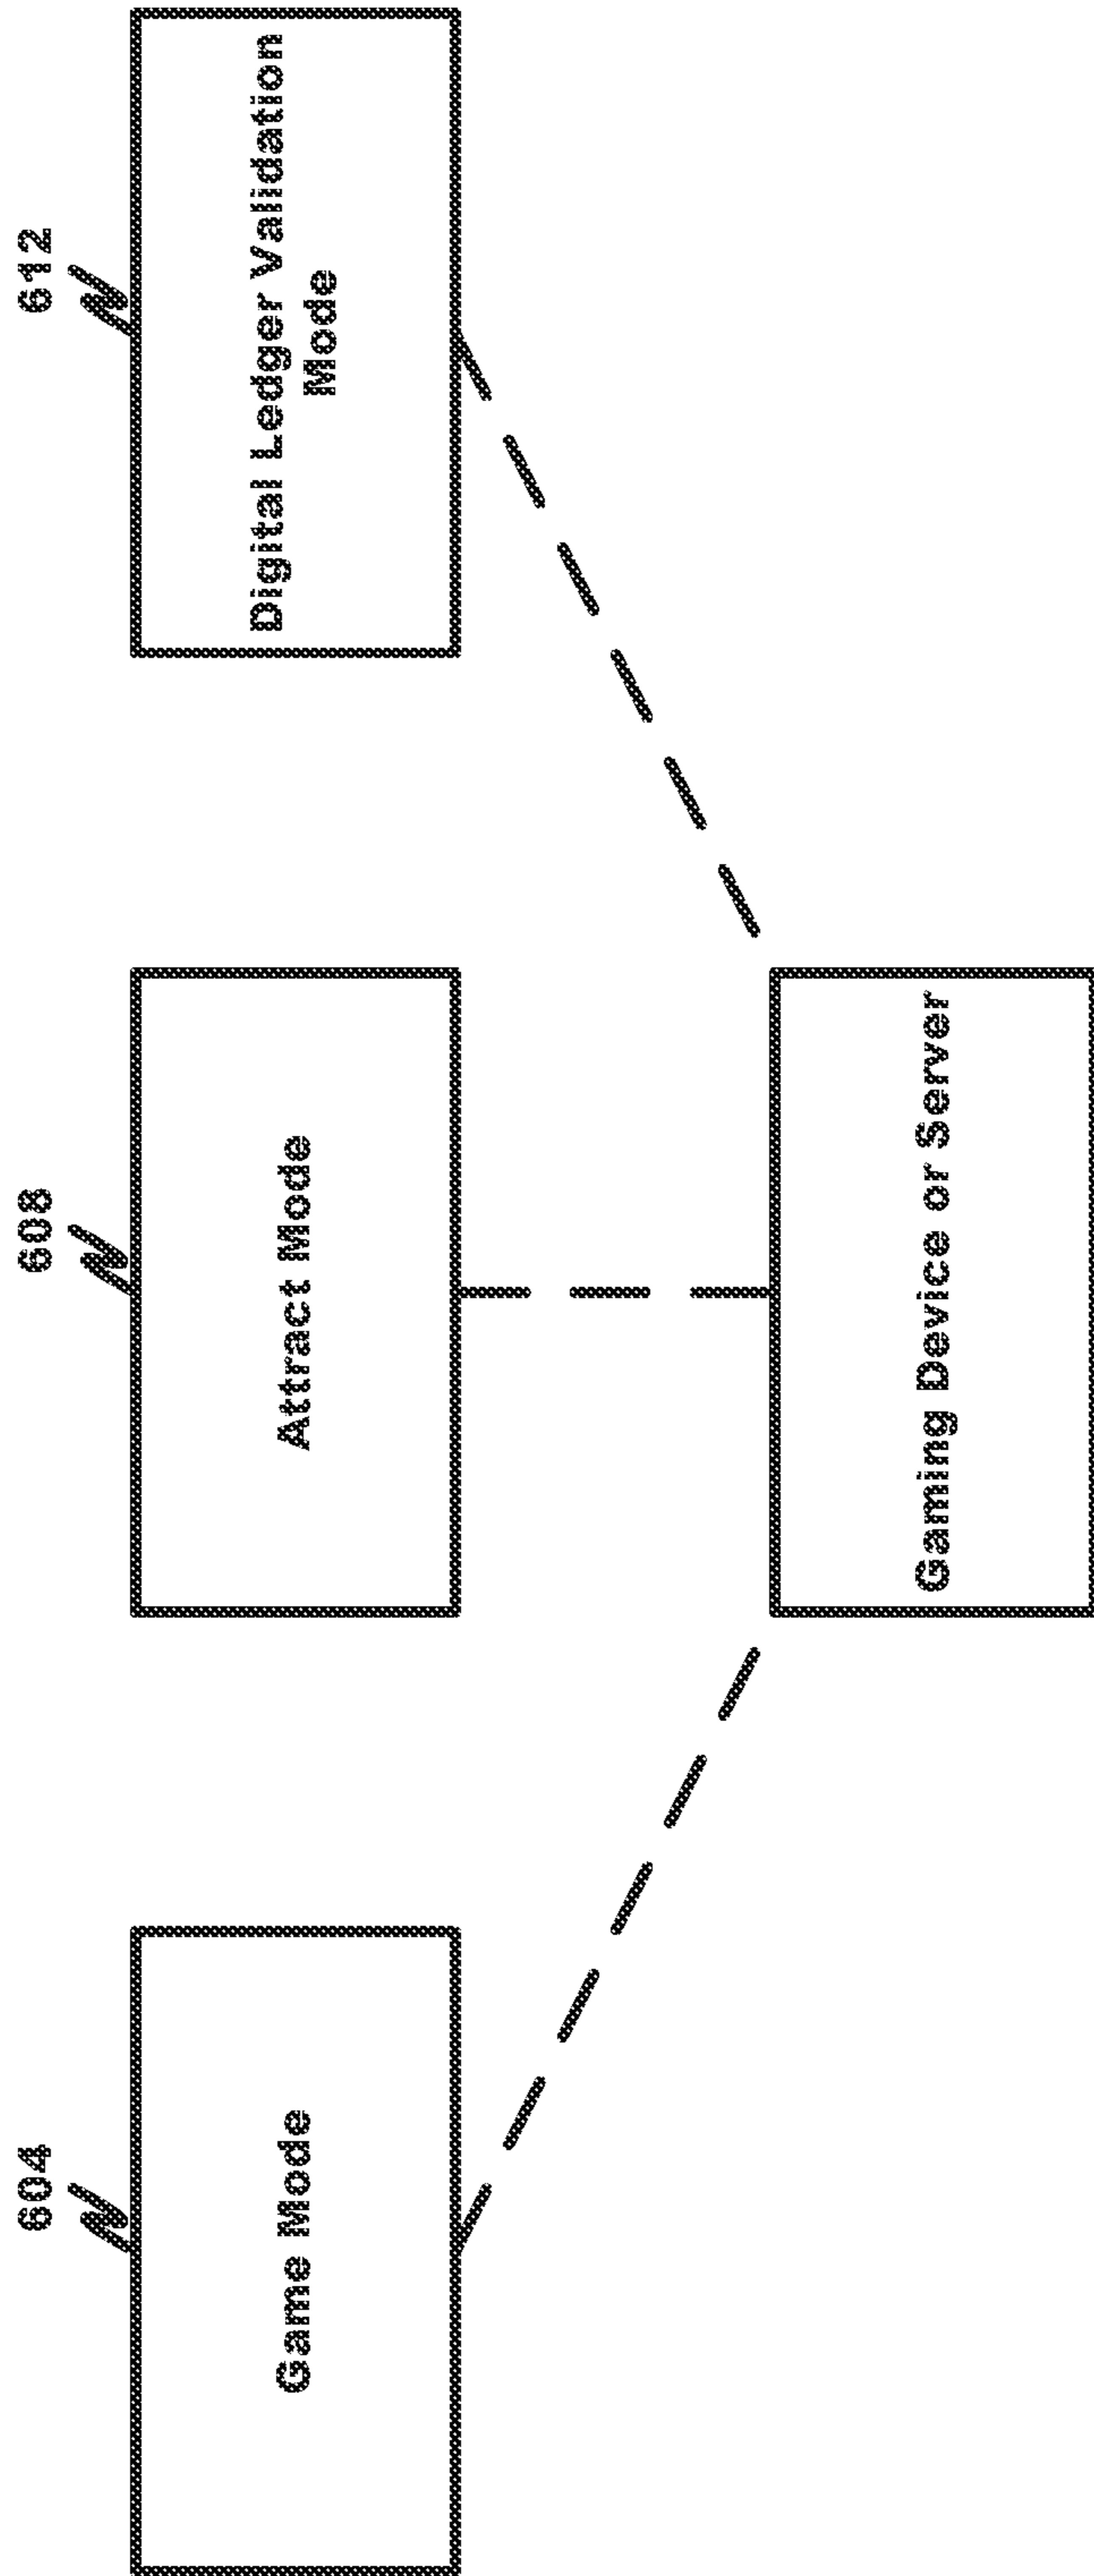 604
Game Mode
608
Attract Mode
612
Digital Ledger Validation
Mode
Gaming Device or Server